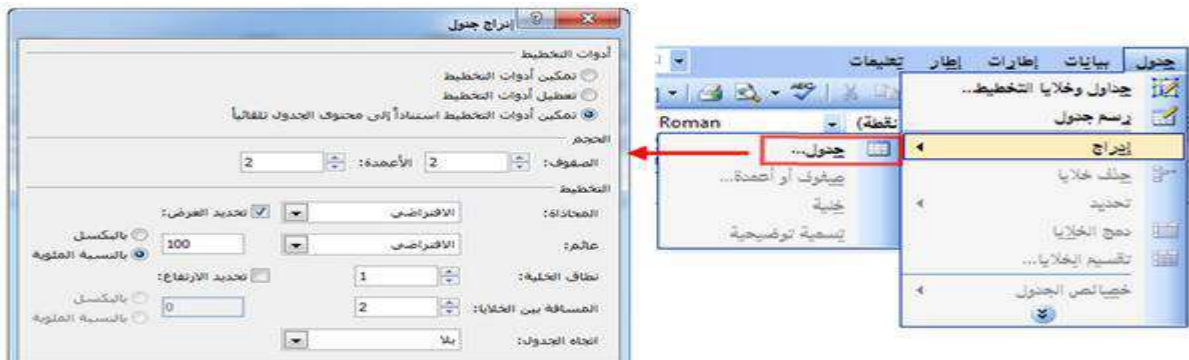 جدول بيانات إطارات إطار تعليمات
جداول وخلايا التخطيط...
رسم جدول
إدراج
حذف خلايا
تحديد
دمج الخلايا
تقسيم الخلايا...
خصائص الجدول
Roman
نقطة)
جدول...
صفوف أو أعمدة...
خلية
تسمية توضيحية
إدراج جدول
أدوات التخطيط
تمكين أدوات التخطيط
تعطيل أدوات التخطيط
تمكين أدوات التخطيط استناداً إلى محتوى الجدول تلقائياً
الحجم
الصفوف: 2 الأعمدة: 2
التخطيط
المحاذاة: الافتراضي تحديد العرض:
عائم: الافتراضي 100 بالبكسل
بالنسبة المئوية
نطاق الخلية: 1 تحديد الارتفاع:
المسافة بين الخلايا: 2 0 بالبكسل
بالنسبة المئوية
اتجاه الجدول: بلا